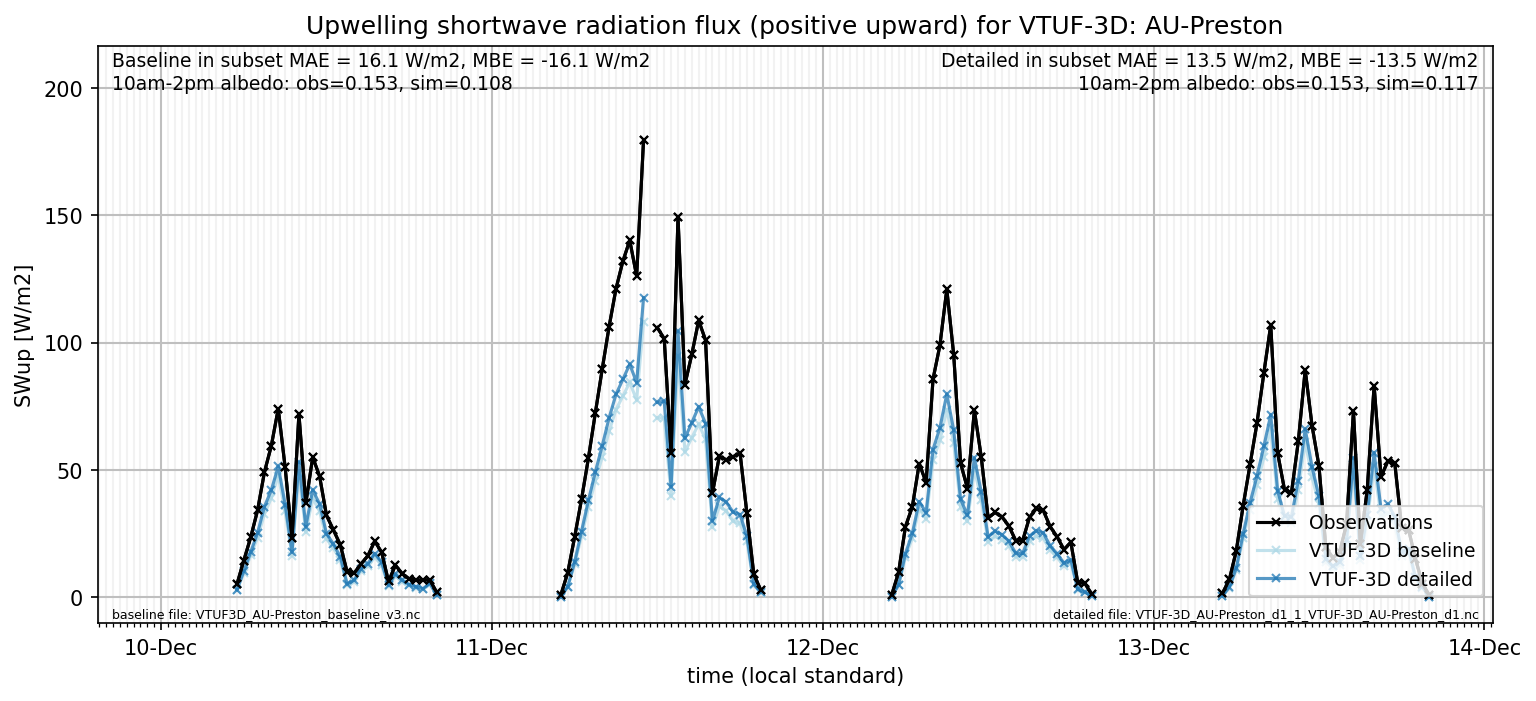 Upwelling shortwave radiation flux (positive upward) for VTUF-3D: AU-Preston
Baseline in subset MAE = 16.1 W/m2, MBE = -16.1 W/m2
10am-2pm albedo: obs=0.153, sim=0.108
Detailed in subset MAE = 13.5 W/m2, MBE = -13.5 W/m2
10am-2pm albedo: obs=0.153, sim=0.117
SWup [W/m2]
200
150
100
50
0
Observations
VTUF-3D baseline
VTUF-3D detailed
baseline file: VTUF3D_AU-Preston_baseline_v3.nc
detailed file: VTUF-3D_AU-Preston_d1_1_VTUF-3D_AU-Preston_d1.nc
10-Dec
11-Dec
12-Dec
13-Dec
14-Dec
time (local standard)